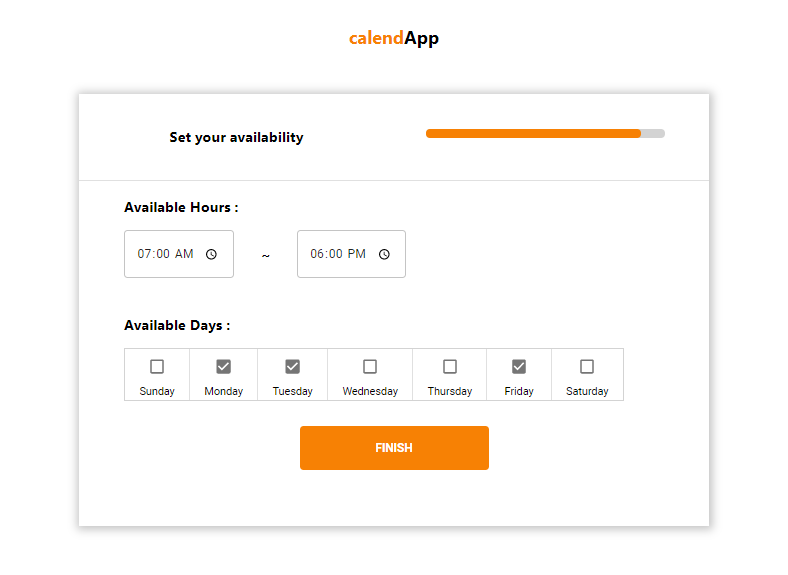 calendApp
Set your availability
Available Hours :
07:00 AM ~ 06:00 PM
Available Days :
Sunday Monday Tuesday Wednesday Thursday Friday Saturday
FINISH